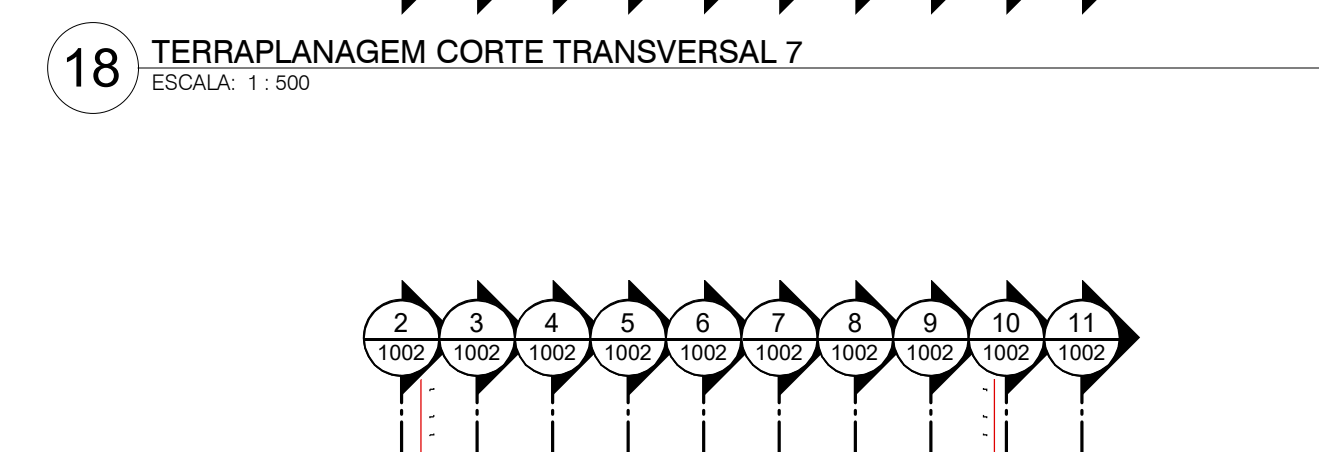 18
TERRAPLANAGEM CORTE TRANSVERSAL 7
ESCALA: 1 : 500
2 3 4 5 6 7 8 9 10 11
1002 1002 1002 1002 1002 1002 1002 1002 1002 1002